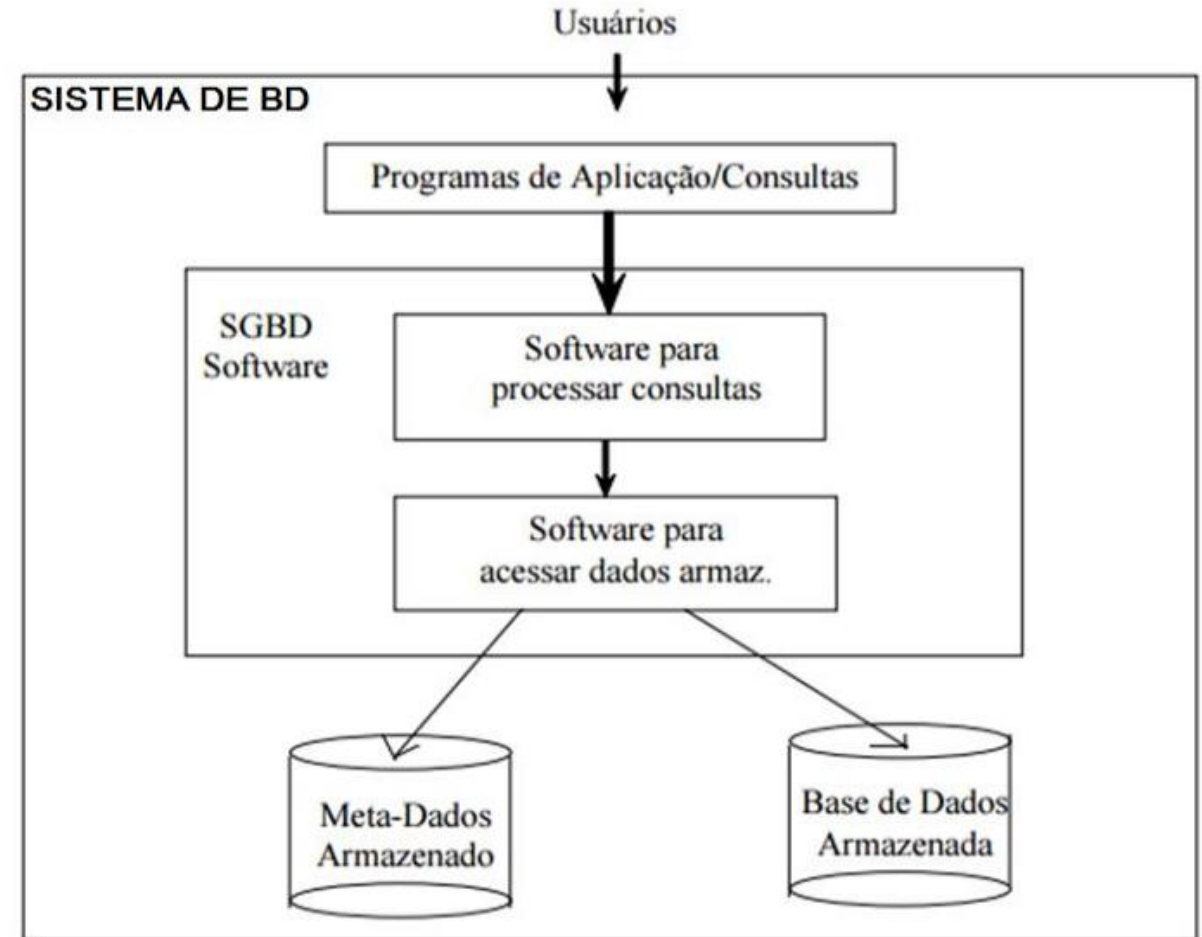 Usuários
SISTEMA DE BD
Programas de Aplicação/Consultas
SGBD
Software
Software para
processar consultas
Software para
acessar dados armaz.
Meta-Dados
Armazenado
Base de Dados
Armazenada